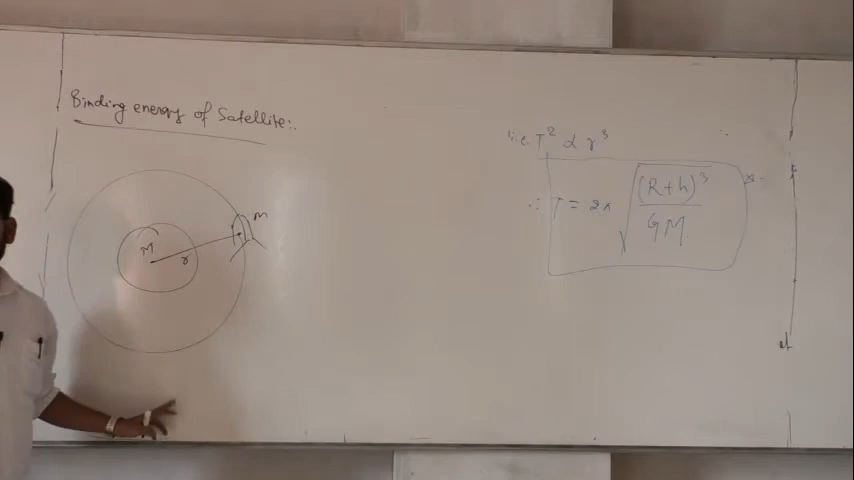 Binding energy of Satellite:.
M
r
m
i.e. T² ∝ r³
∴ T = 2π √((R+h)³ / GM)